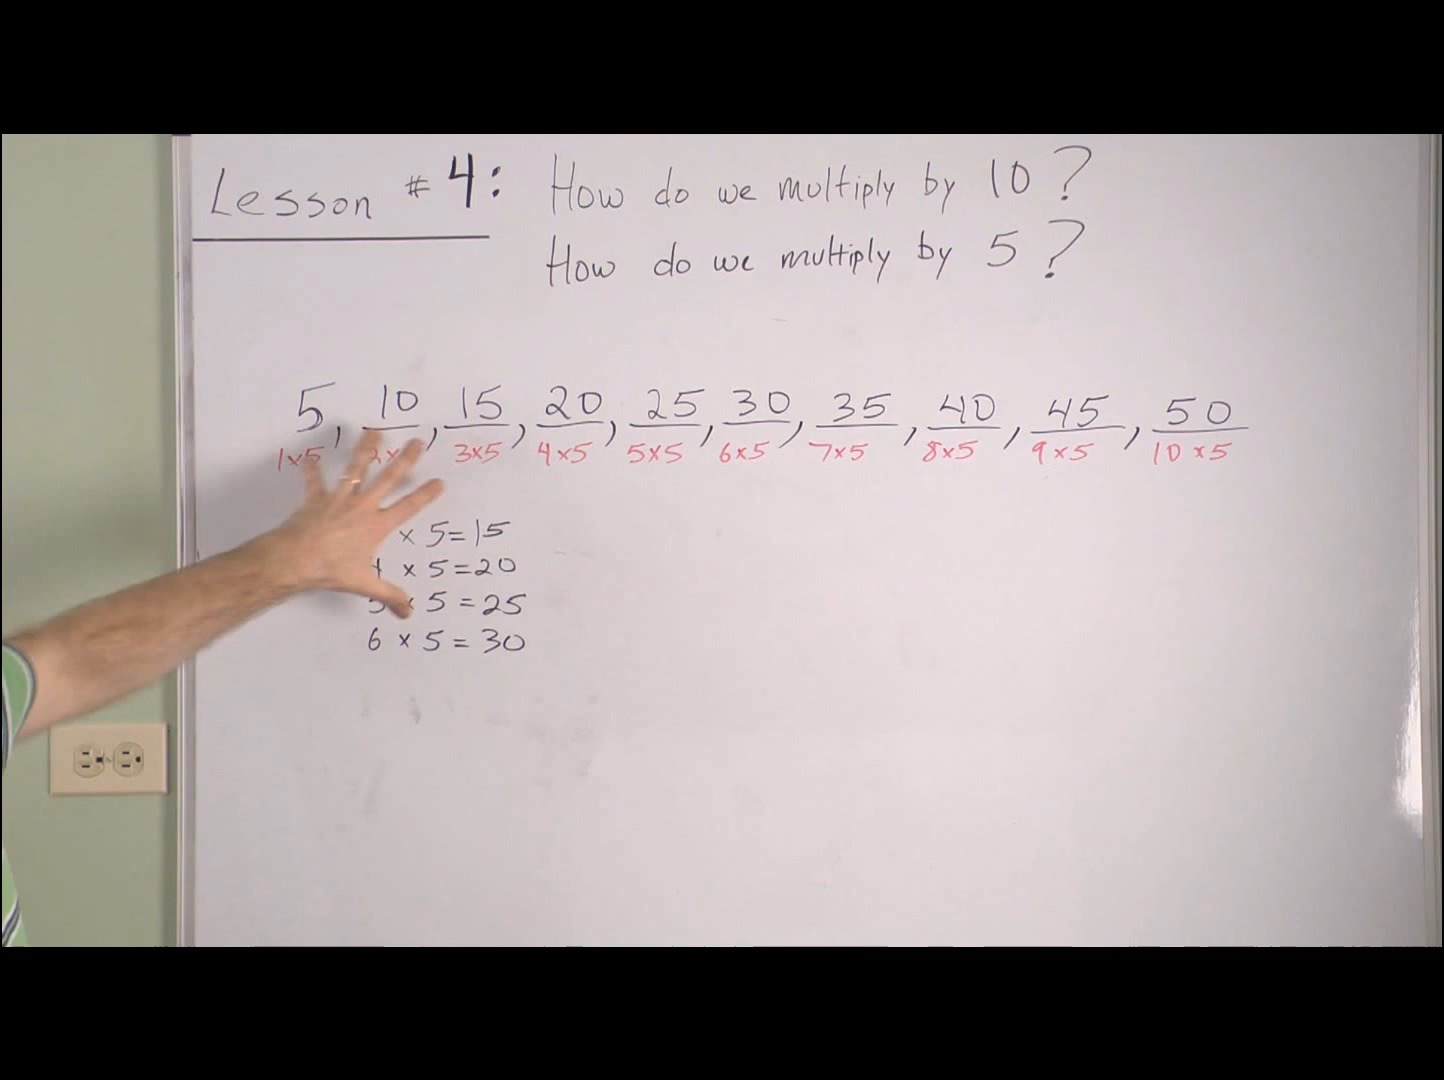 Lesson # 4: How do we multiply by 10?
How do we multiply by 5?
5, 10, 15, 20, 25, 30, 35, 40, 45, 50
1x5 3x5 4x5 5x5 6x5 7x5 8x5 9x5 10x5
x 5=15
x 5=20
5 = 25
6 x 5 = 30